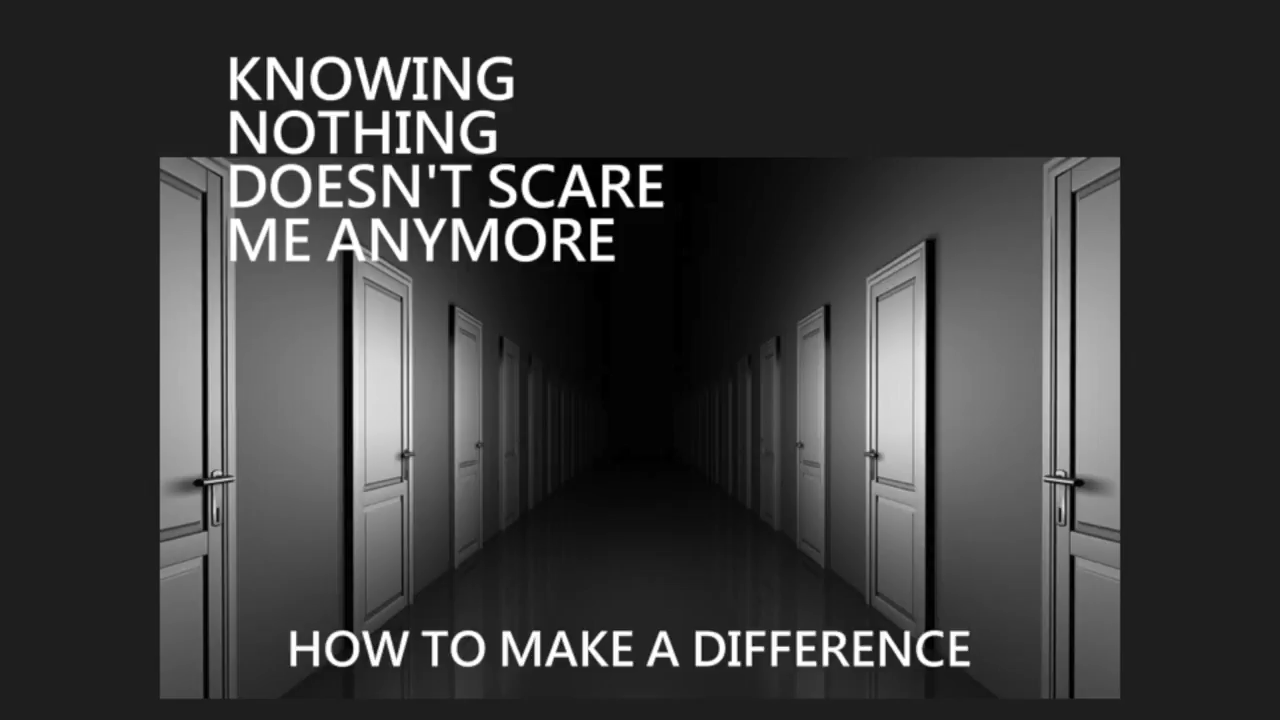 KNOWING
NOTHING
DOESN'T SCARE
ME ANYMORE
HOW TO MAKE A DIFFERENCE